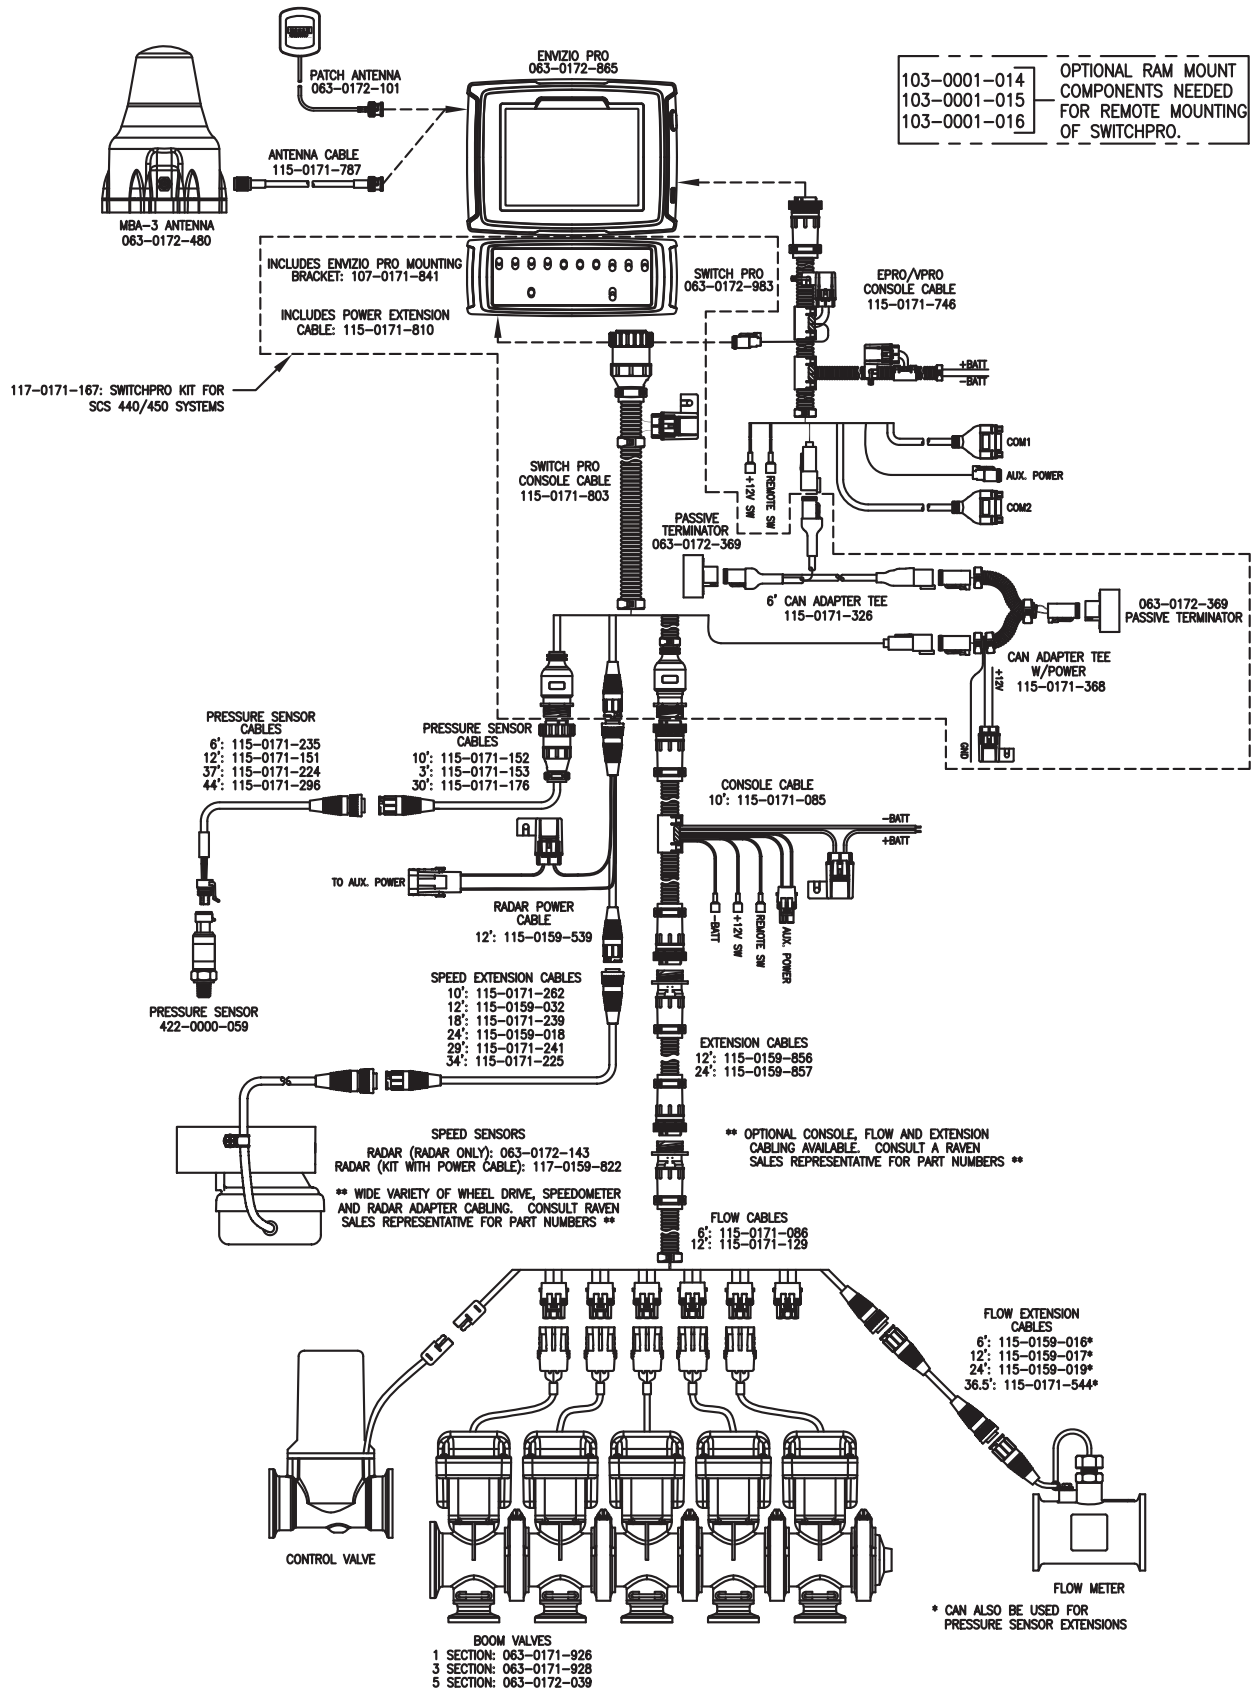 ENVIZIO PRO
063-0172-865
PATCH ANTENNA
063-0172-101
103-0001-014
103-0001-015
103-0001-016
OPTIONAL RAM MOUNT
COMPONENTS NEEDED
FOR REMOTE MOUNTING
OF SWITCHPRO.
ANTENNA CABLE
115-0171-787
MBA-3 ANTENNA
063-0172-480
INCLUDES ENVIZIO PRO MOUNTING
BRACKET: 107-0171-841
INCLUDES POWER EXTENSION
CABLE: 115-0171-810
SWITCH PRO
063-0172-983
EPRO/VPRO
CONSOLE CABLE
115-0171-746
+BATT
-BATT
117-0171-167: SWITCHPRO KIT FOR
SCS 440/450 SYSTEMS
COM1
AUX. POWER
COM2
+12V SW
REMOTE SW
SWITCH PRO
CONSOLE CABLE
115-0171-803
PASSIVE
TERMINATOR
063-0172-369
6' CAN ADAPTER TEE
115-0171-326
063-0172-369
PASSIVE TERMINATOR
CAN ADAPTER TEE
W/POWER
115-0171-368
+12V
GND
PRESSURE SENSOR
CABLES
6': 115-0171-235
12': 115-0171-151
37': 115-0171-224
44': 115-0171-296
PRESSURE SENSOR
CABLES
10': 115-0171-152
3': 115-0171-153
30': 115-0171-176
CONSOLE CABLE
10': 115-0171-085
-BATT
+BATT
TO AUX. POWER
RADAR POWER
CABLE
12': 115-0159-539
-BATT
+12V SW
REMOTE SW
AUX. POWER
PRESSURE SENSOR
422-0000-059
SPEED EXTENSION CABLES
10': 115-0171-262
12': 115-0159-032
18': 115-0171-239
24': 115-0159-018
29': 115-0171-241
34': 115-0171-225
EXTENSION CABLES
12': 115-0159-856
24': 115-0159-857
SPEED SENSORS
RADAR (RADAR ONLY): 063-0172-143
RADAR (KIT WITH POWER CABLE): 117-0159-822
** WIDE VARIETY OF WHEEL DRIVE, SPEEDOMETER
AND RADAR ADAPTER CABLING. CONSULT RAVEN
SALES REPRESENTATIVE FOR PART NUMBERS **
** OPTIONAL CONSOLE, FLOW AND EXTENSION
CABLING AVAILABLE. CONSULT A RAVEN
SALES REPRESENTATIVE FOR PART NUMBERS **
FLOW CABLES
6': 115-0171-086
12': 115-0171-129
FLOW EXTENSION
CABLES
6': 115-0159-016*
12': 115-0159-017*
24': 115-0159-019*
36.5': 115-0171-544*
CONTROL VALVE
FLOW METER
* CAN ALSO BE USED FOR
PRESSURE SENSOR EXTENSIONS
BOOM VALVES
1 SECTION: 063-0171-926
3 SECTION: 063-0171-928
5 SECTION: 063-0172-039